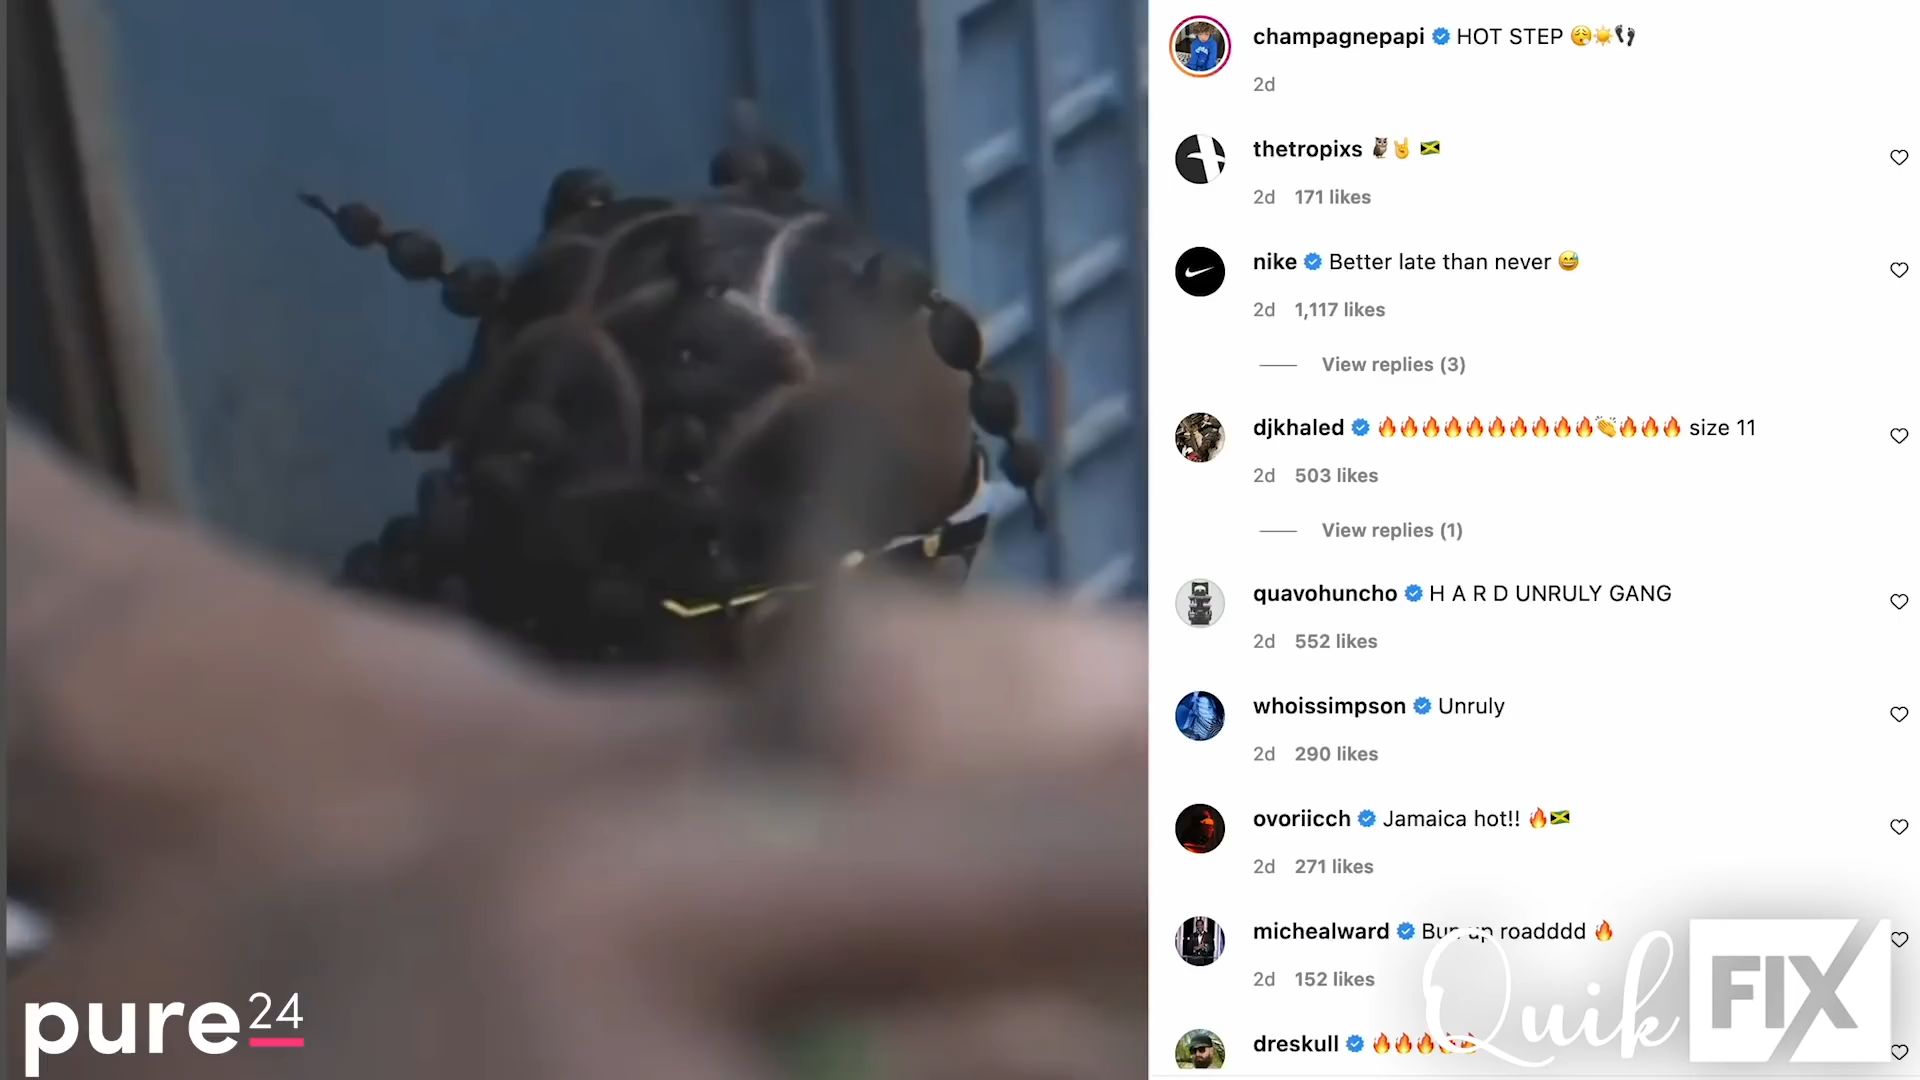 champagnepapi HOT STEP 😮‍💨☀️👣
2d
thetropixs 🦉🤘 🇯🇲
2d 171 likes
nike Better late than never 😅
2d 1,117 likes
View replies (3)
djkhaled 🔥🔥🔥🔥🔥🔥🔥🔥🔥🔥👏🔥🔥🔥 size 11
2d 503 likes
View replies (1)
quavohuncho H A R D UNRULY GANG
2d 552 likes
whoissimpson Unruly
2d 290 likes
ovoriicch Jamaica hot!! 🔥🇯🇲
2d 271 likes
michealward Bun up roadddd 🔥
2d 152 likes
dreskull 🔥🔥🔥🔥🔥
pure24
Quik FIX